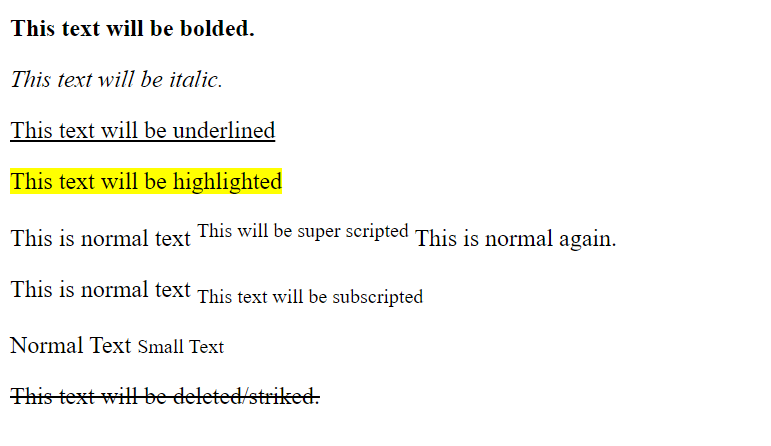 This text will be bolded.
This text will be italic.
This text will be underlined
This text will be highlighted
This is normal text This will be super scripted This is normal again.
This is normal text This text will be subscripted
Normal Text Small Text
This text will be deleted/striked.